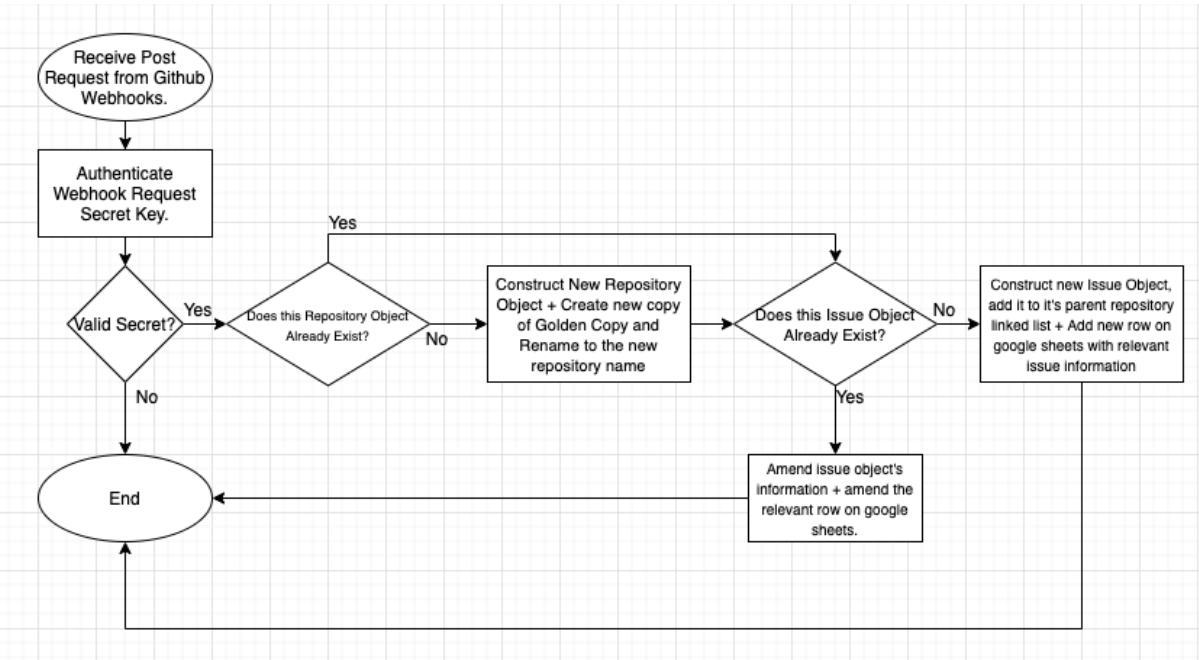 Receive Post
Request from Github
Webhooks.
Authenticate
Webhook Request
Secret Key.
Valid Secret?
Yes
No
Does this Repository Object
Already Exist?
Yes
No
Construct New Repository
Object + Create new copy
of Golden Copy and
Rename to the new
repository name
Does this Issue Object
Already Exist?
No
Yes
Construct new Issue Object,
add it to it's parent repository
linked list + Add new row on
google sheets with relevant
issue information
Amend issue object's
information + amend the
relevant row on google
sheets.
End